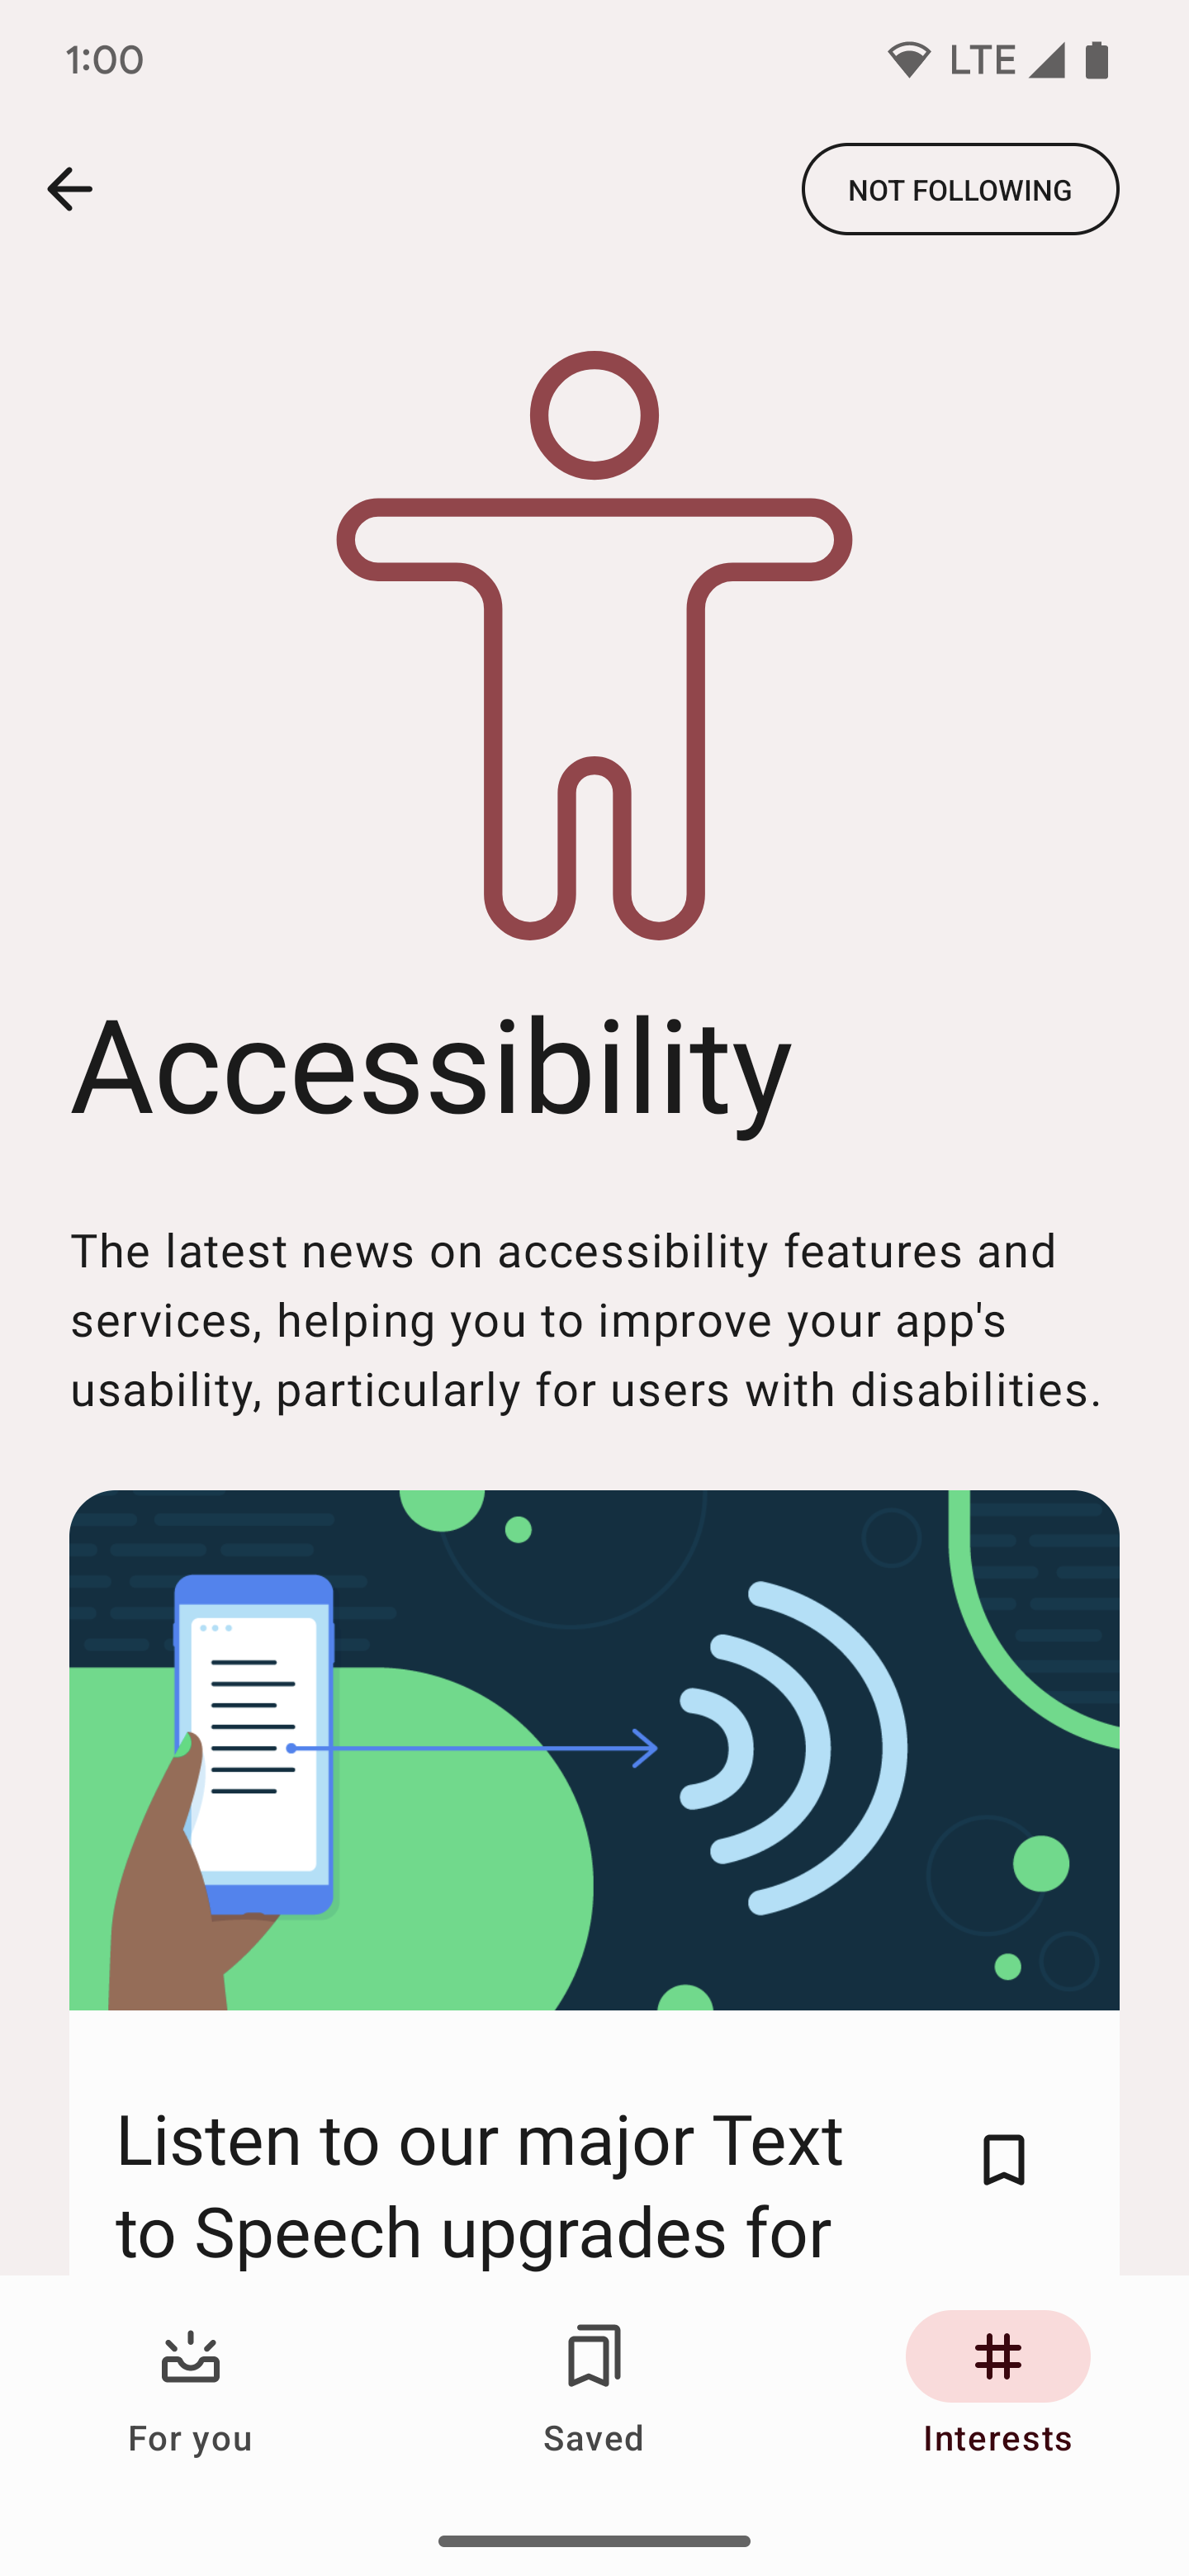 1:00
LTE
NOT FOLLOWING
Accessibility
The latest news on accessibility features and
services, helping you to improve your app's
usability, particularly for users with disabilities.
Listen to our major Text
to Speech upgrades for
For you
Saved
Interests